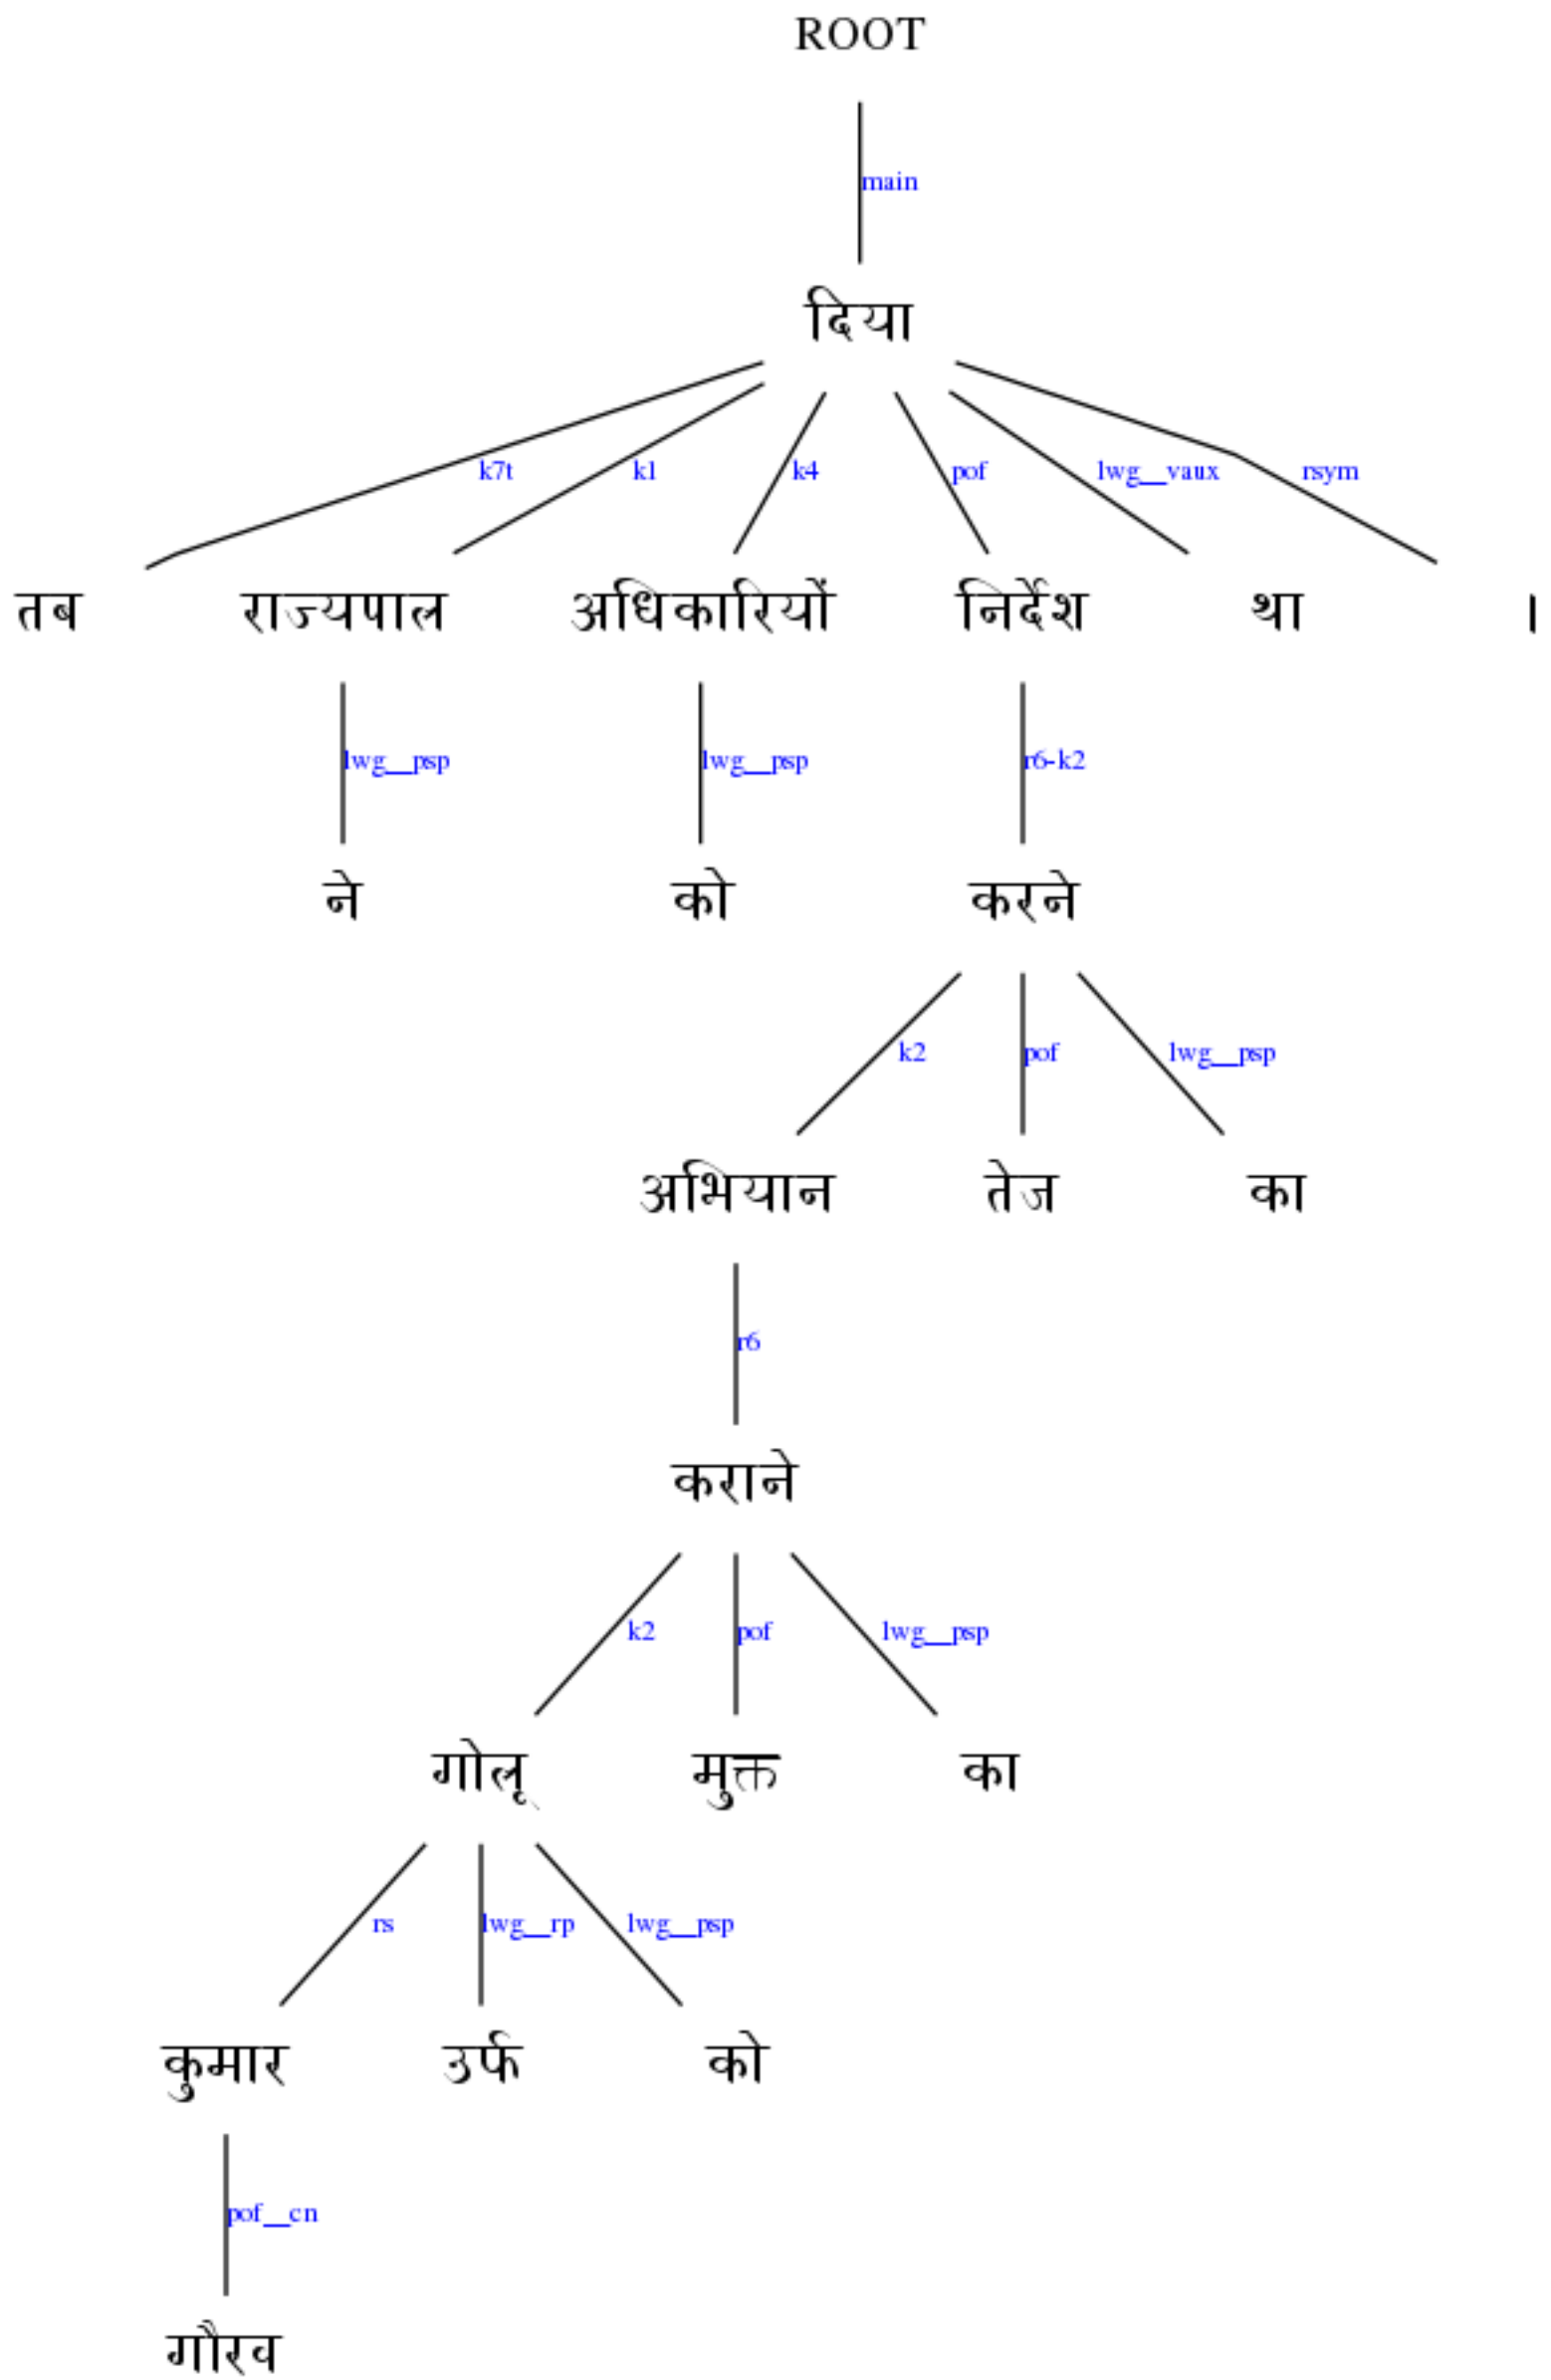 ROOT
main
दिया
k7t k1 k4 pof lwg__vaux rsym
तब राज्यपाल अधिकारियों निर्देश था ।
lwg__psp lwg__psp r6-k2
ने को करने
k2 pof lwg__psp
अभियान तेज का
r6
कराने
k2 pof lwg__psp
गोलू मुक्त का
rs lwg__rp lwg__psp
कुमार उर्फ को
pof__cn
गौरव